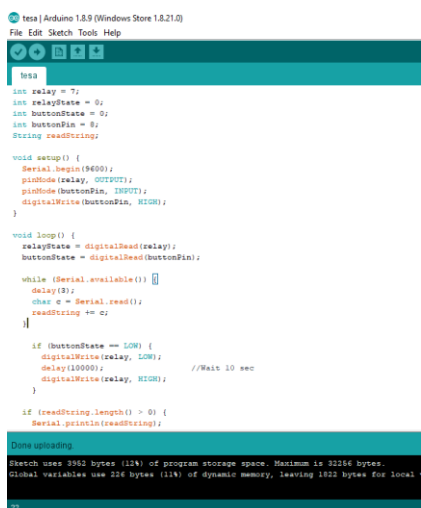 tesa | Arduino 1.8.9 (Windows Store 1.8.21.0)
File Edit Sketch Tools Help
tesa
int relay = 7;
int relayState = 0;
int buttonState = 0;
int buttonPin = 8;
String readString;
void setup() {
Serial.begin(9600);
pinMode(relay, OUTPUT);
pinMode(buttonPin, INPUT);
digitalWrite(buttonPin, HIGH);
}
void loop() {
relayState = digitalRead(relay);
buttonState = digitalRead(buttonPin);
while (Serial.available()) {
delay(3);
char c = Serial.read();
readString += c;
}
if (buttonState == LOW) {
digitalWrite(relay, LOW);
delay(10000); //Wait 10 sec
digitalWrite(relay, HIGH);
}
if (readString.length() > 0) {
Serial.println(readString);
Done uploading.
Sketch uses 3952 bytes (12%) of program storage space. Maximum is 32256 bytes.
Global variables use 226 bytes (11%) of dynamic memory, leaving 1822 bytes for local